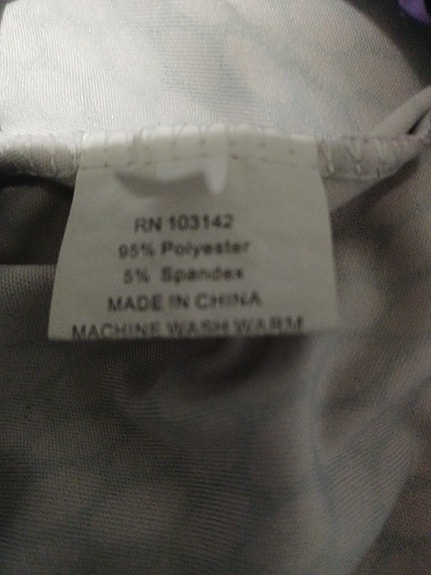 RN 103142
95% Polyester
5% Spandex
MADE IN CHINA
MACHINE WASH WARM